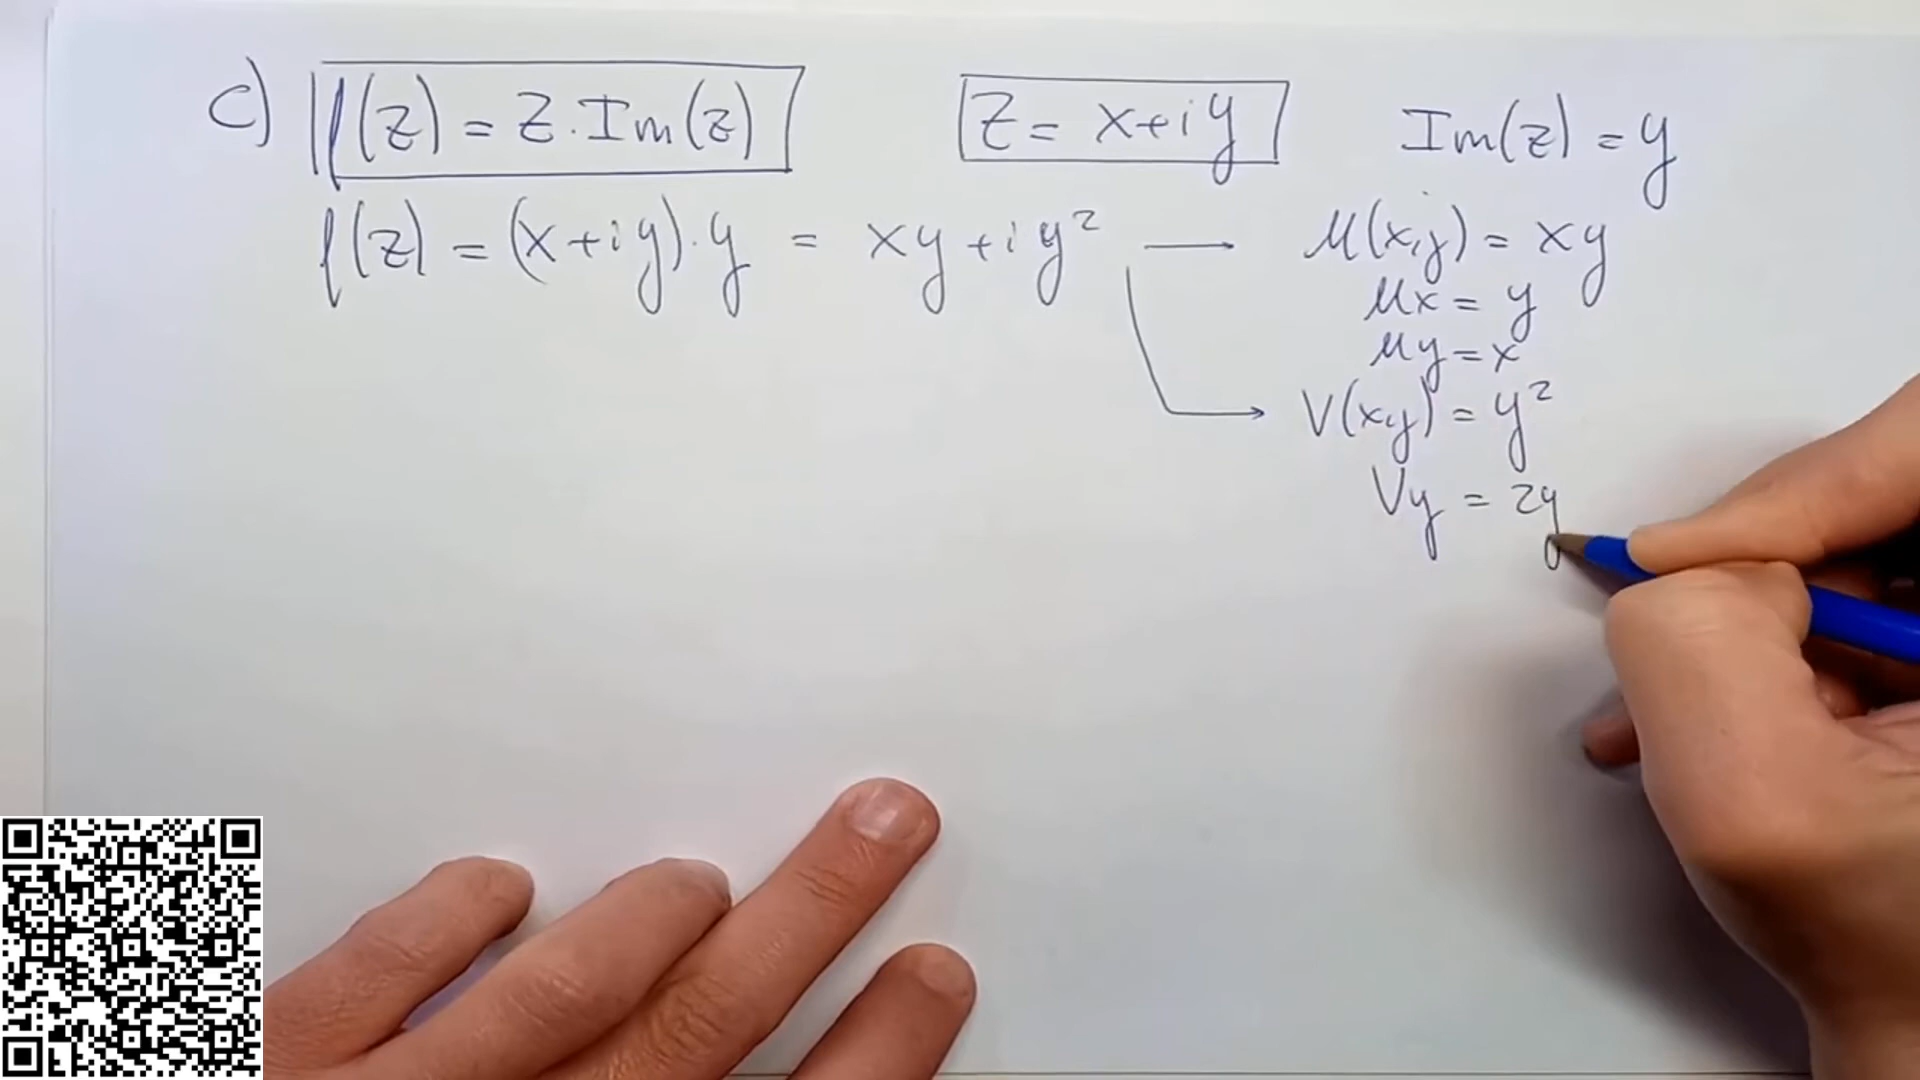 c) f(z) = z · Im(z) z = x+iy Im(z) = y
f(z) = (x+iy)·y = xy + iy² → u(x,y) = xy
ux = y
uy = x
→ v(x,y) = y²
vy = 2y